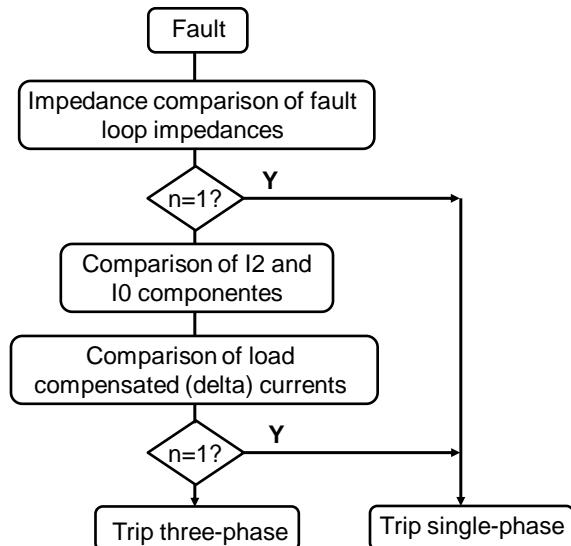 Fault
Impedance comparison of fault
loop impedances
Y
n=1?
Comparison of I2 and
I0 componentes
Comparison of load
compensated (delta) currents
Y
n=1?
Trip three-phase
Trip single-phase